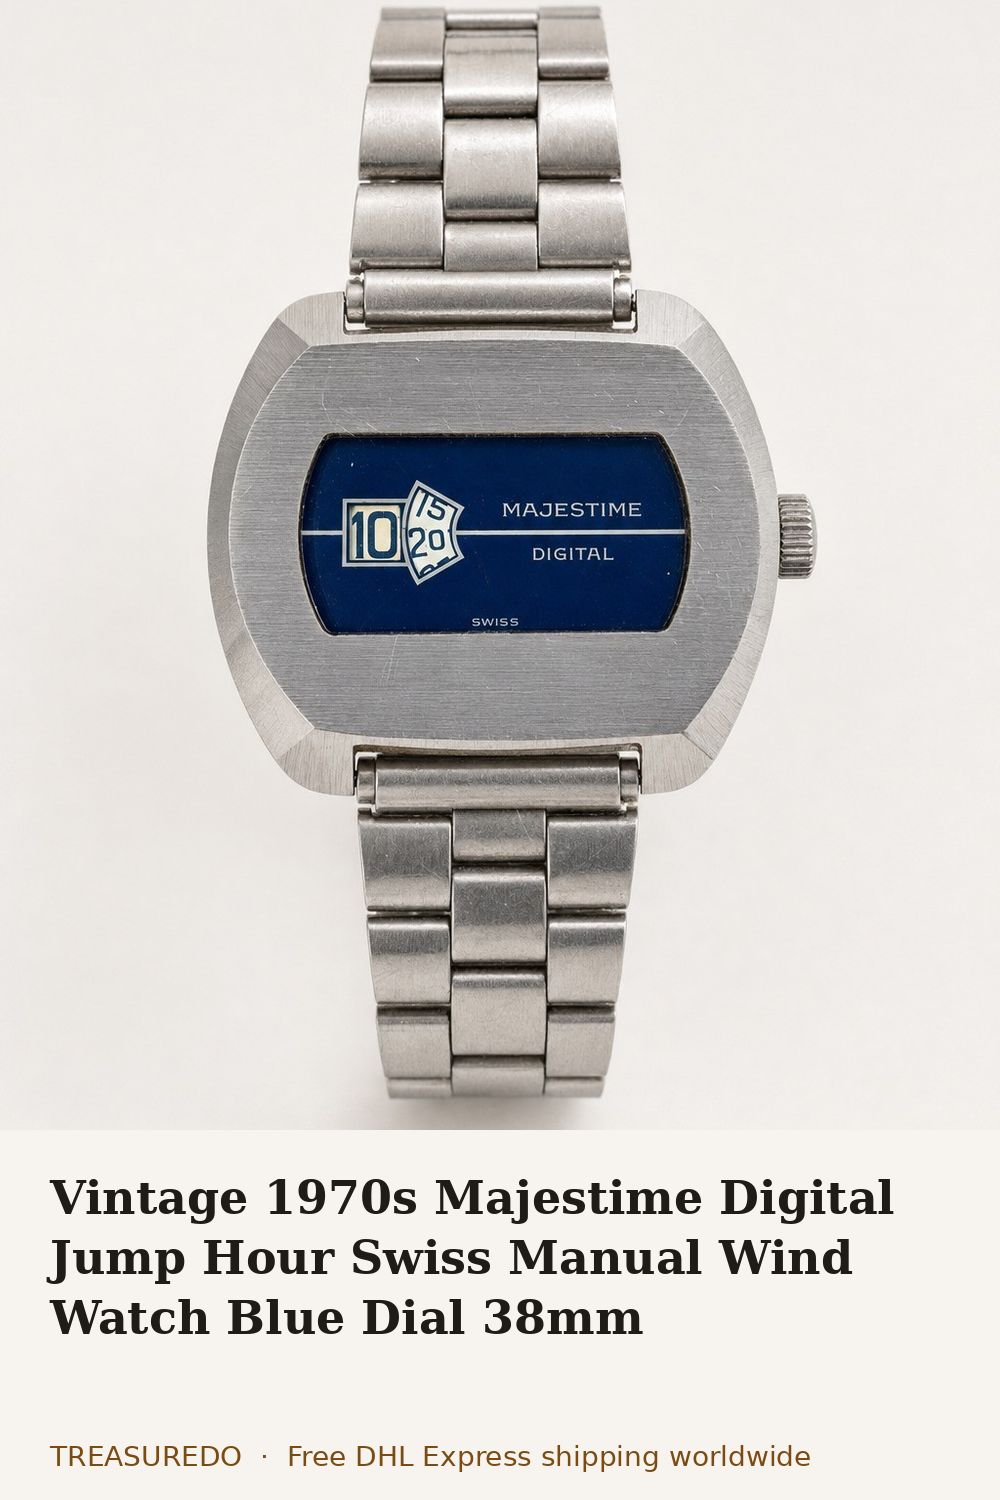 15
10
20
MAJESTIME
DIGITAL
SWISS
Vintage 1970s Majestime Digital
Jump Hour Swiss Manual Wind
Watch Blue Dial 38mm
TREASUREDO · Free DHL Express shipping worldwide